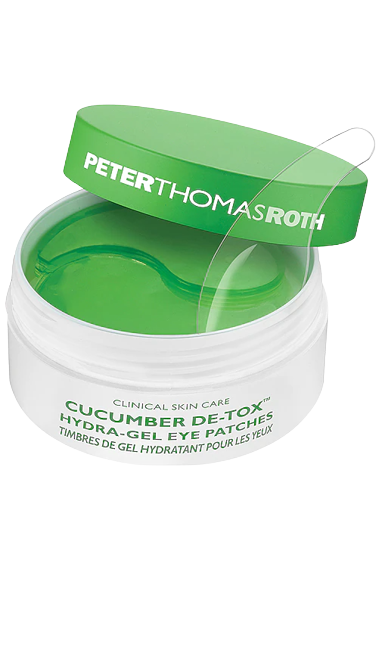 PETERTHOMASROTH
CLINICAL SKIN CARE
CUCUMBER DE-TOX™
HYDRA-GEL EYE PATCHES
TIMBRES DE GEL HYDRATANT POUR LES YEUX